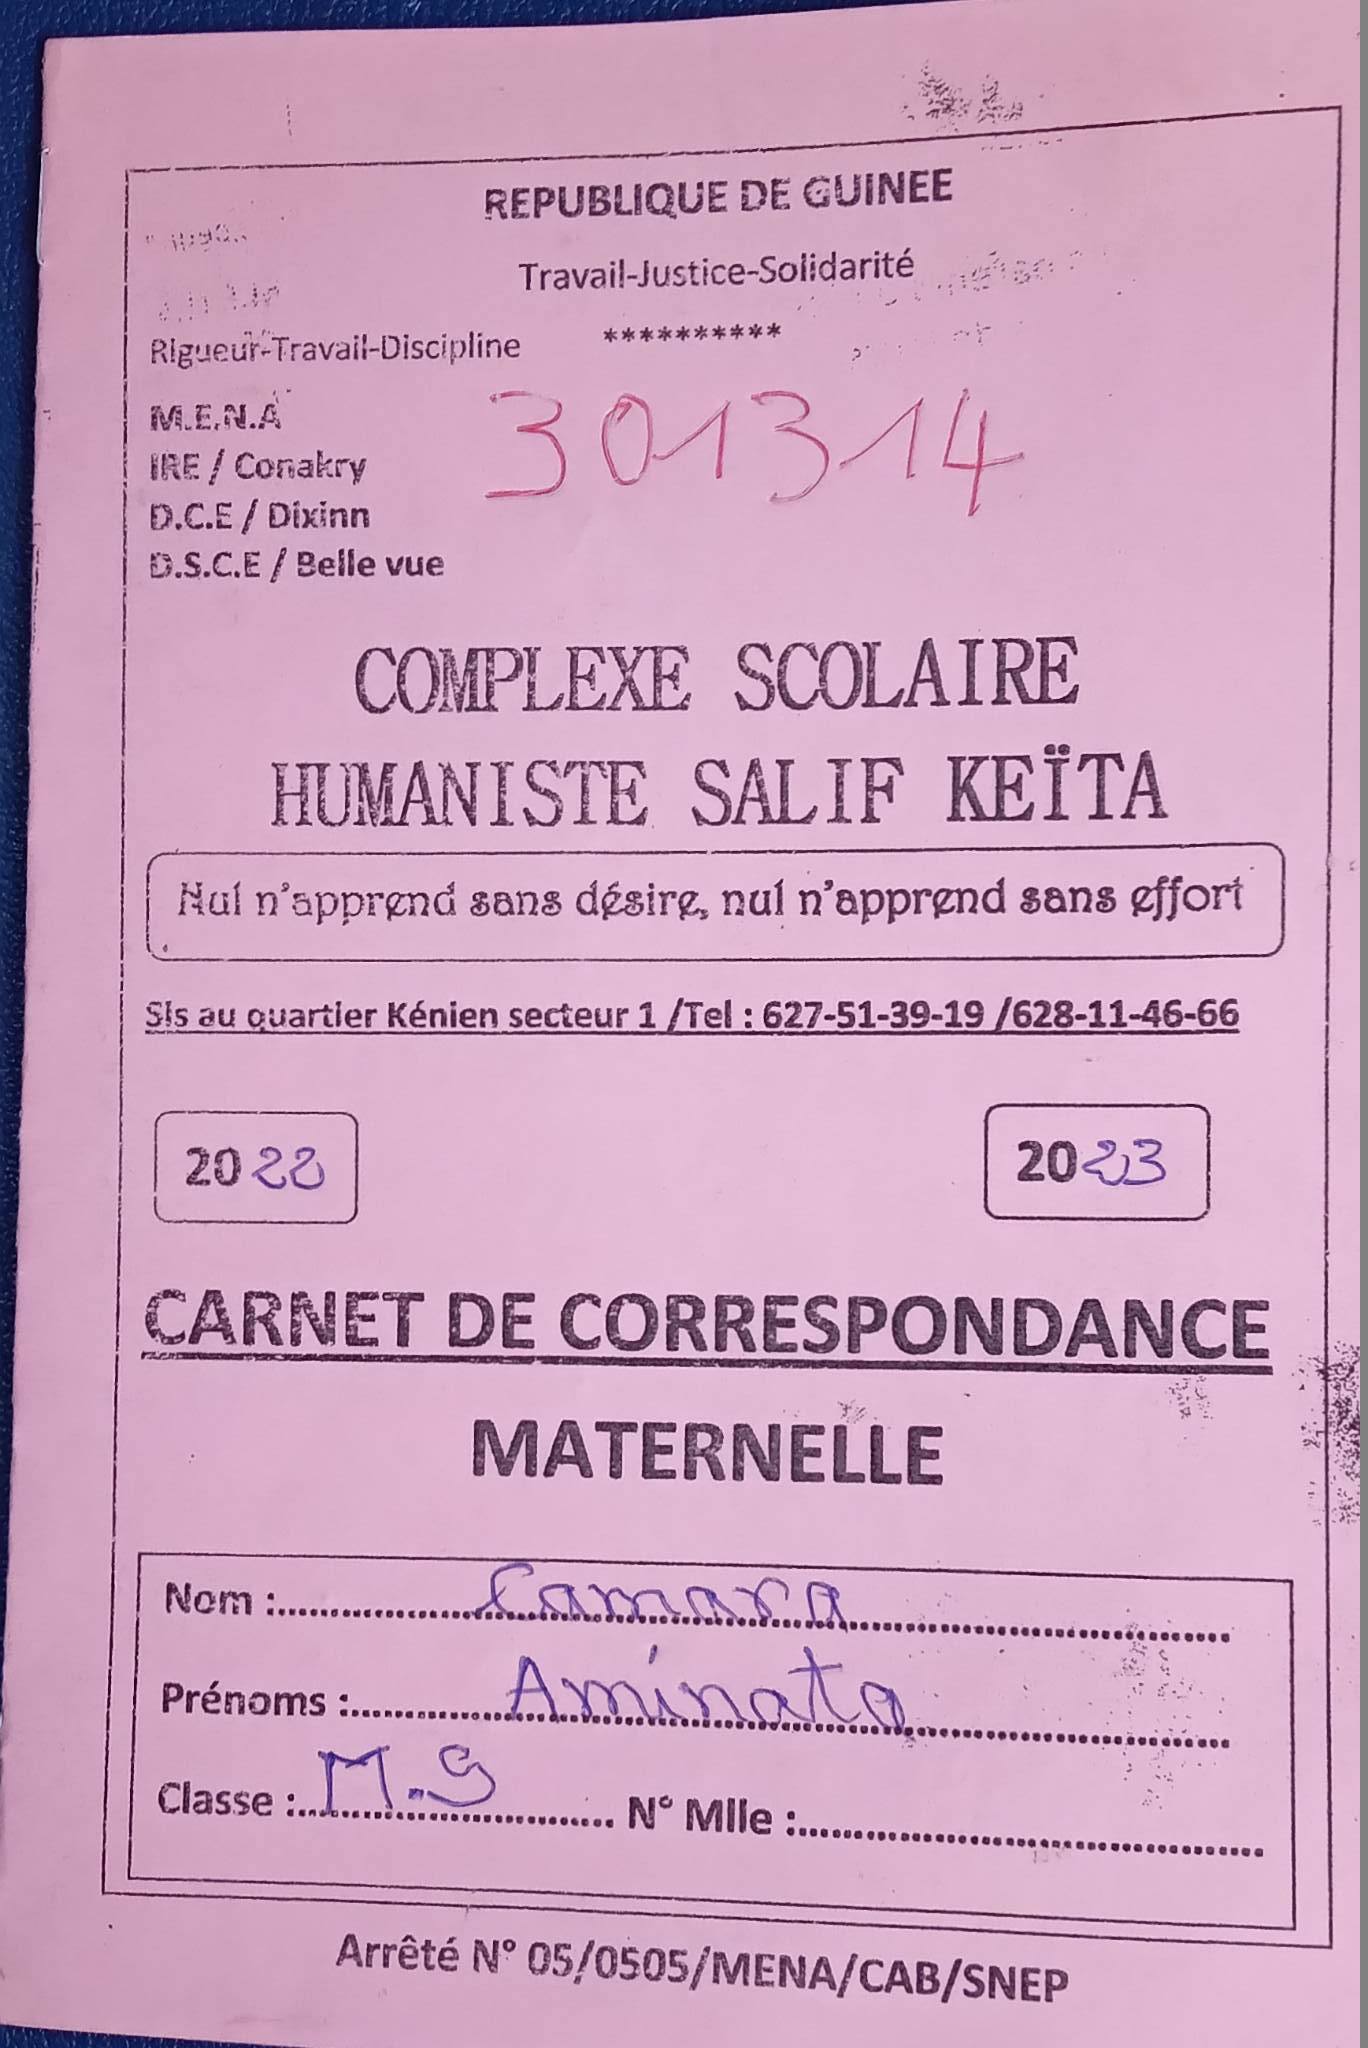 REPUBLIQUE DE GUINEE
Travail-Justice-Solidarité
Rigueur-Travail-Discipline **********
M.E.N.A
301314
IRE / Conakry
D.C.E / Dixinn
D.S.C.E / Belle vue
COMPLEXE SCOLAIRE
HUMANISTE SALIF KEÏTA
Nul n'apprend sans désire, nul n'apprend sans effort
Sis au quartier Kénien secteur 1 /Tel : 627-51-39-19 /628-11-46-66
2022 2023
CARNET DE CORRESPONDANCE
MATERNELLE
Nom : Camara
Prénoms : Aminata
Classe : M.S N° Mlle :
Arrêté N° 05/0505/MENA/CAB/SNEP